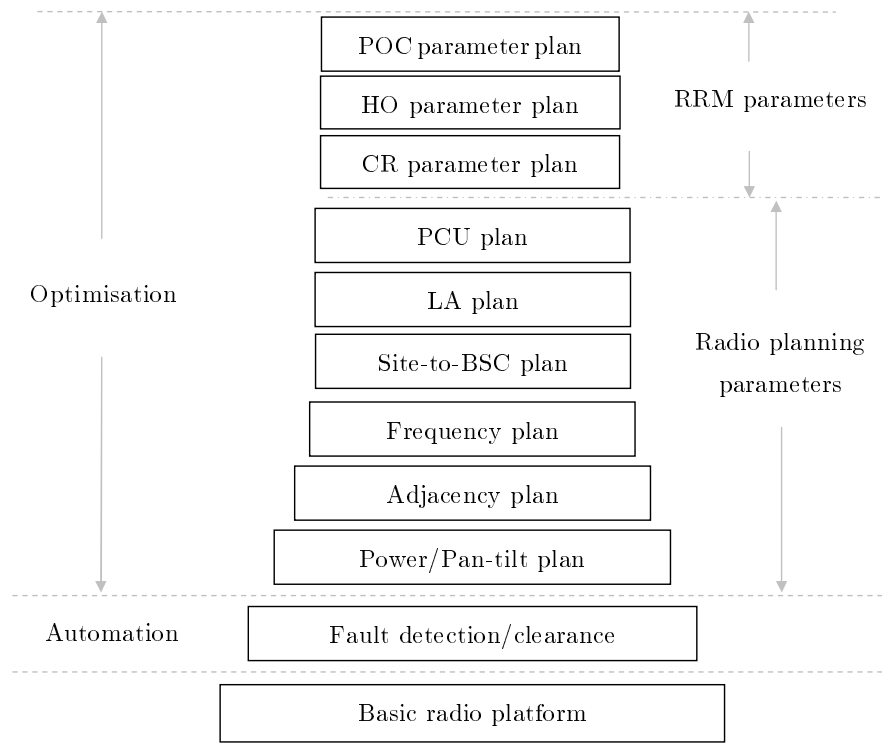 POC parameter plan
HO parameter plan
RRM parameters
CR parameter plan
PCU plan
Optimisation
LA plan
Radio planning
parameters
Site-to-BSC plan
Frequency plan
Adjacency plan
Power/Pan-tilt plan
Automation
Fault detection/clearance
Basic radio platform